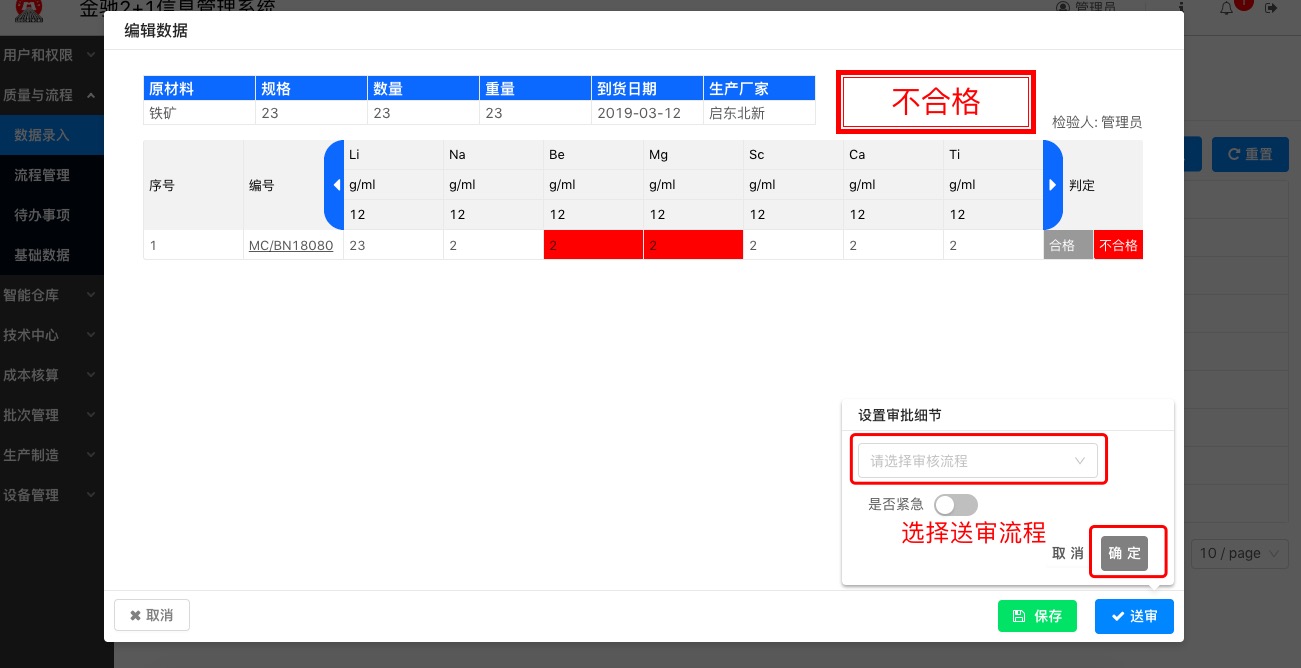 金驰2+1信息管理系统
管理员
1
用户和权限
质量与流程
数据录入
流程管理
待办事项
基础数据
智能仓库
技术中心
成本核算
批次管理
生产制造
设备管理
编辑数据
原材料 规格 数量 重量 到货日期 生产厂家
铁矿 23 23 23 2019-03-12 启东北新
不合格
检验人: 管理员
重置
序号 编号 Li Na Be Mg Sc Ca Ti 判定
g/ml g/ml g/ml g/ml g/ml g/ml g/ml
12 12 12 12 12 12 12
1 MC/BN18080 23 2 2 2 2 2 2 合格 不合格
设置审批细节
请选择审核流程
是否紧急
选择送审流程
取 消 确 定
10 / page
取消 保存 送审